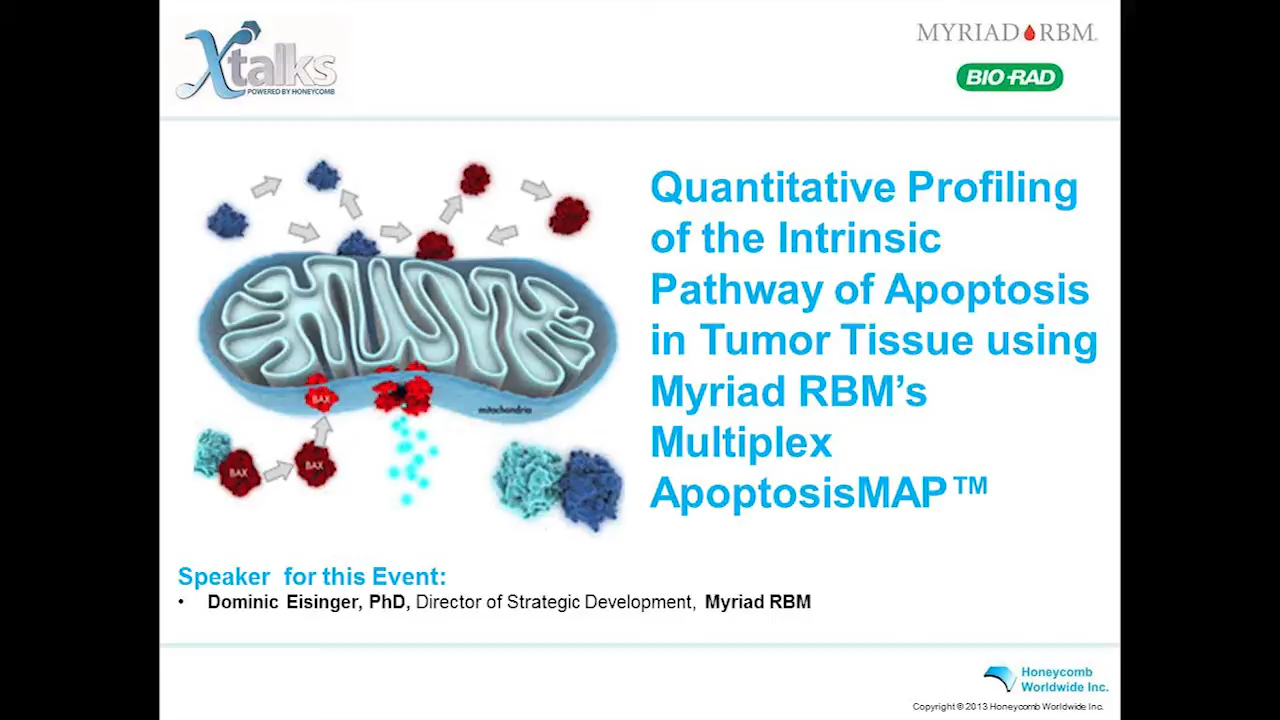 Xtalks
POWERED BY HONEYCOMB
MYRIAD RBM
BIO-RAD
Quantitative Profiling
of the Intrinsic
Pathway of Apoptosis
in Tumor Tissue using
Myriad RBM’s
Multiplex
ApoptosisMAP™
BAX
mitochondria
BAX
BAX
Speaker for this Event:
• Dominic Eisinger, PhD, Director of Strategic Development, Myriad RBM
Honeycomb
Worldwide Inc.
Copyright © 2013 Honeycomb Worldwide Inc.